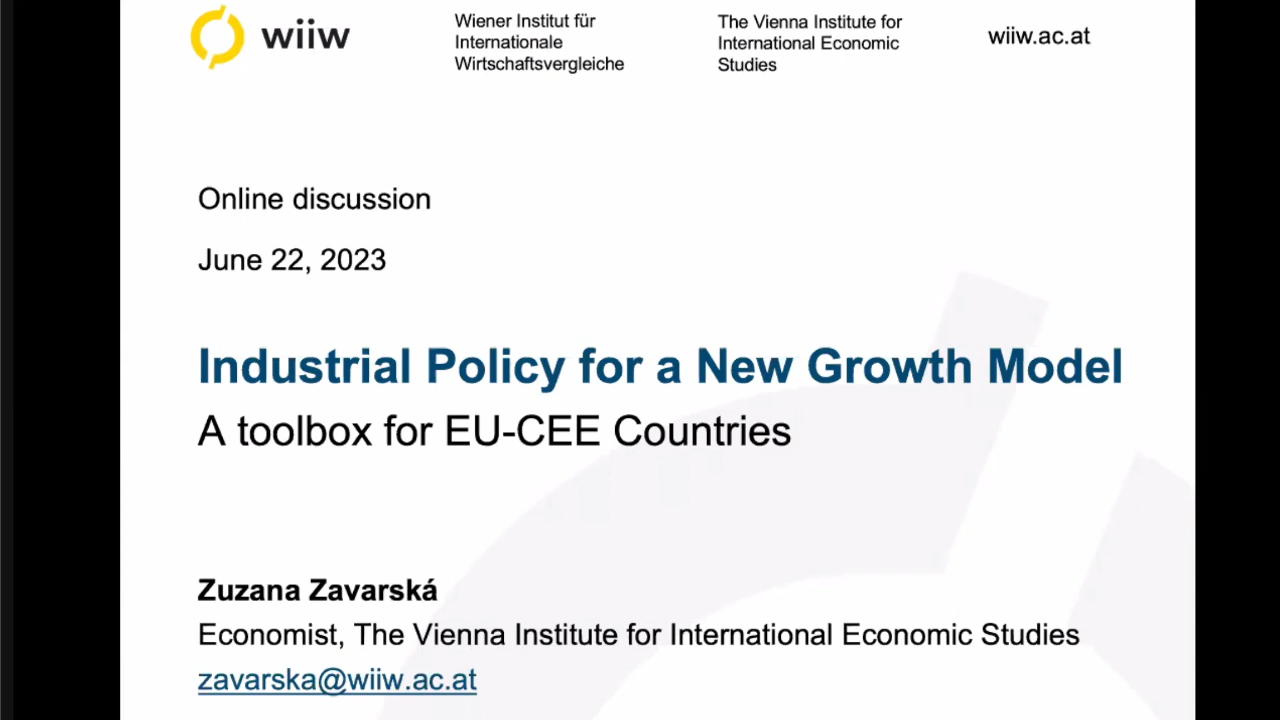 wiiw
Wiener Institut für
Internationale
Wirtschaftsvergleiche
The Vienna Institute for
International Economic
Studies
wiiw.ac.at
Online discussion
June 22, 2023
Industrial Policy for a New Growth Model
A toolbox for EU-CEE Countries
Zuzana Zavarská
Economist, The Vienna Institute for International Economic Studies
zavarska@wiiw.ac.at